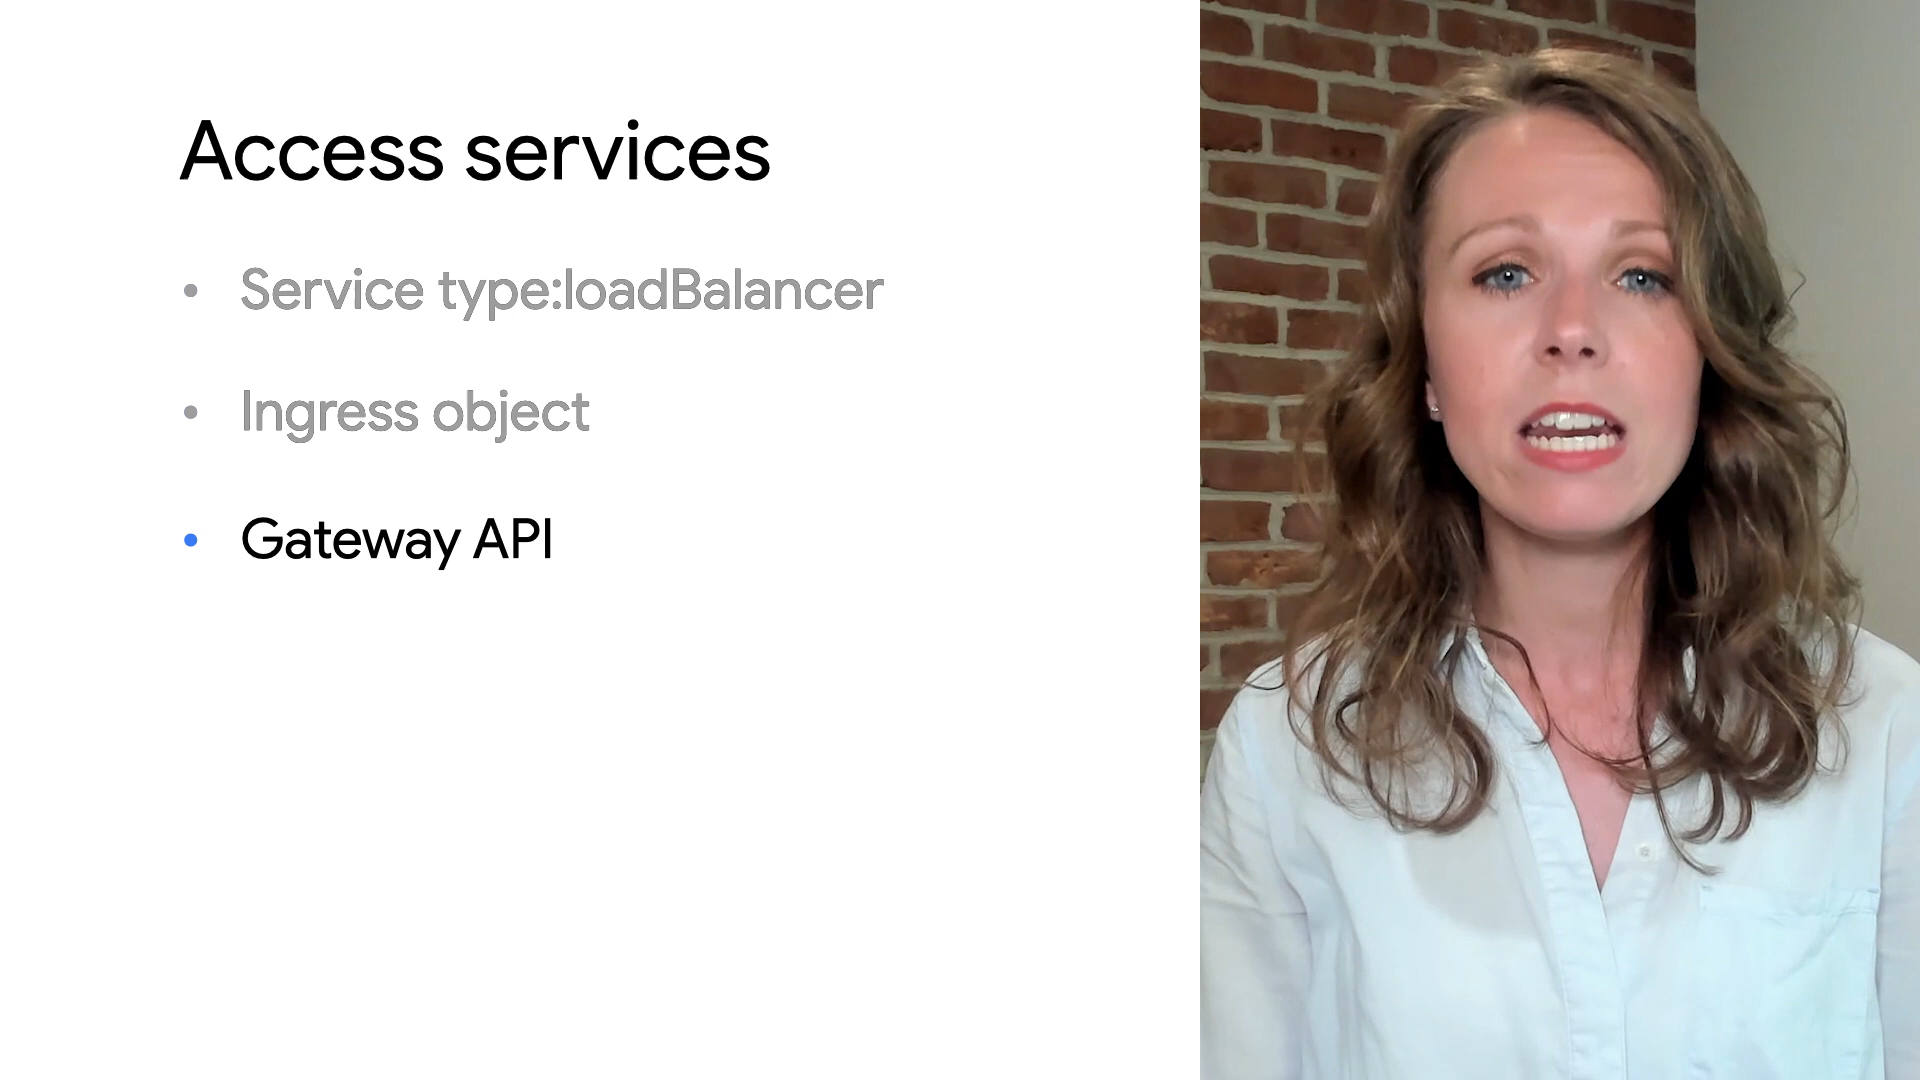 Access services
• Service type:loadBalancer
• Ingress object
• Gateway API